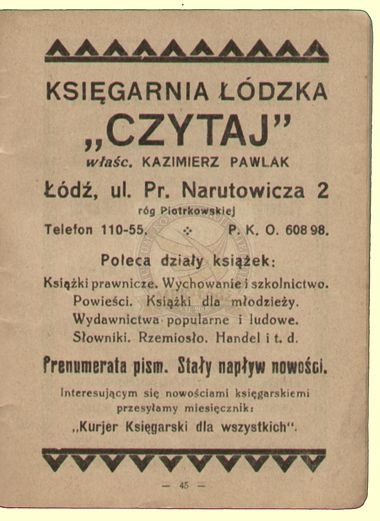 KSIĘGARNIA ŁÓDZKA
„CZYTAJ”
właśc. KAZIMIERZ PAWLAK
Łódź, ul. Pr. Narutowicza 2
róg Piotrkowskiej
Telefon 110-55. P. K. O. 60898.
Poleca działy książek:
Książki prawnicze. Wychowanie i szkolnictwo.
Powieści. Książki dla młodzieży.
Wydawnictwa popularne i ludowe.
Słowniki. Rzemiosło. Handel i t. d.
Prenumerata pism. Stały napływ nowości.
Interesującym się nowościami księgarskiemi
przesyłamy miesięcznik:
„Kurjer Księgarski dla wszystkich”.
— 45 —